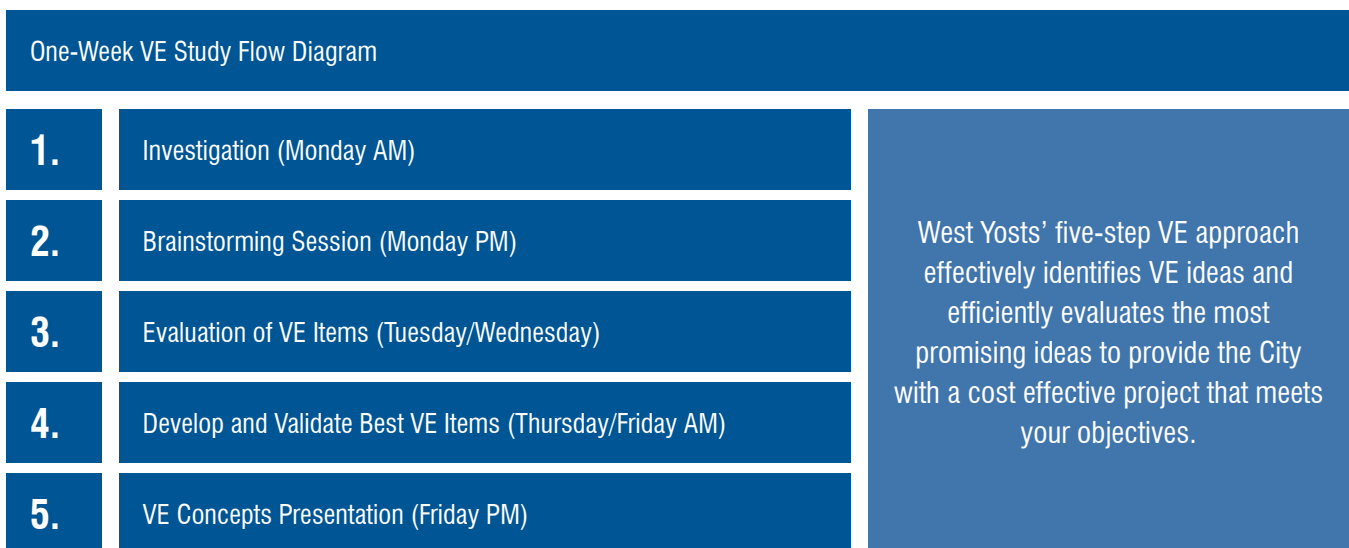 One-Week VE Study Flow Diagram
1. Investigation (Monday AM)
2. Brainstorming Session (Monday PM)
3. Evaluation of VE Items (Tuesday/Wednesday)
4. Develop and Validate Best VE Items (Thursday/Friday AM)
5. VE Concepts Presentation (Friday PM)
West Yosts’ five-step VE approach
effectively identifies VE ideas and
efficiently evaluates the most
promising ideas to provide the City
with a cost effective project that meets
your objectives.